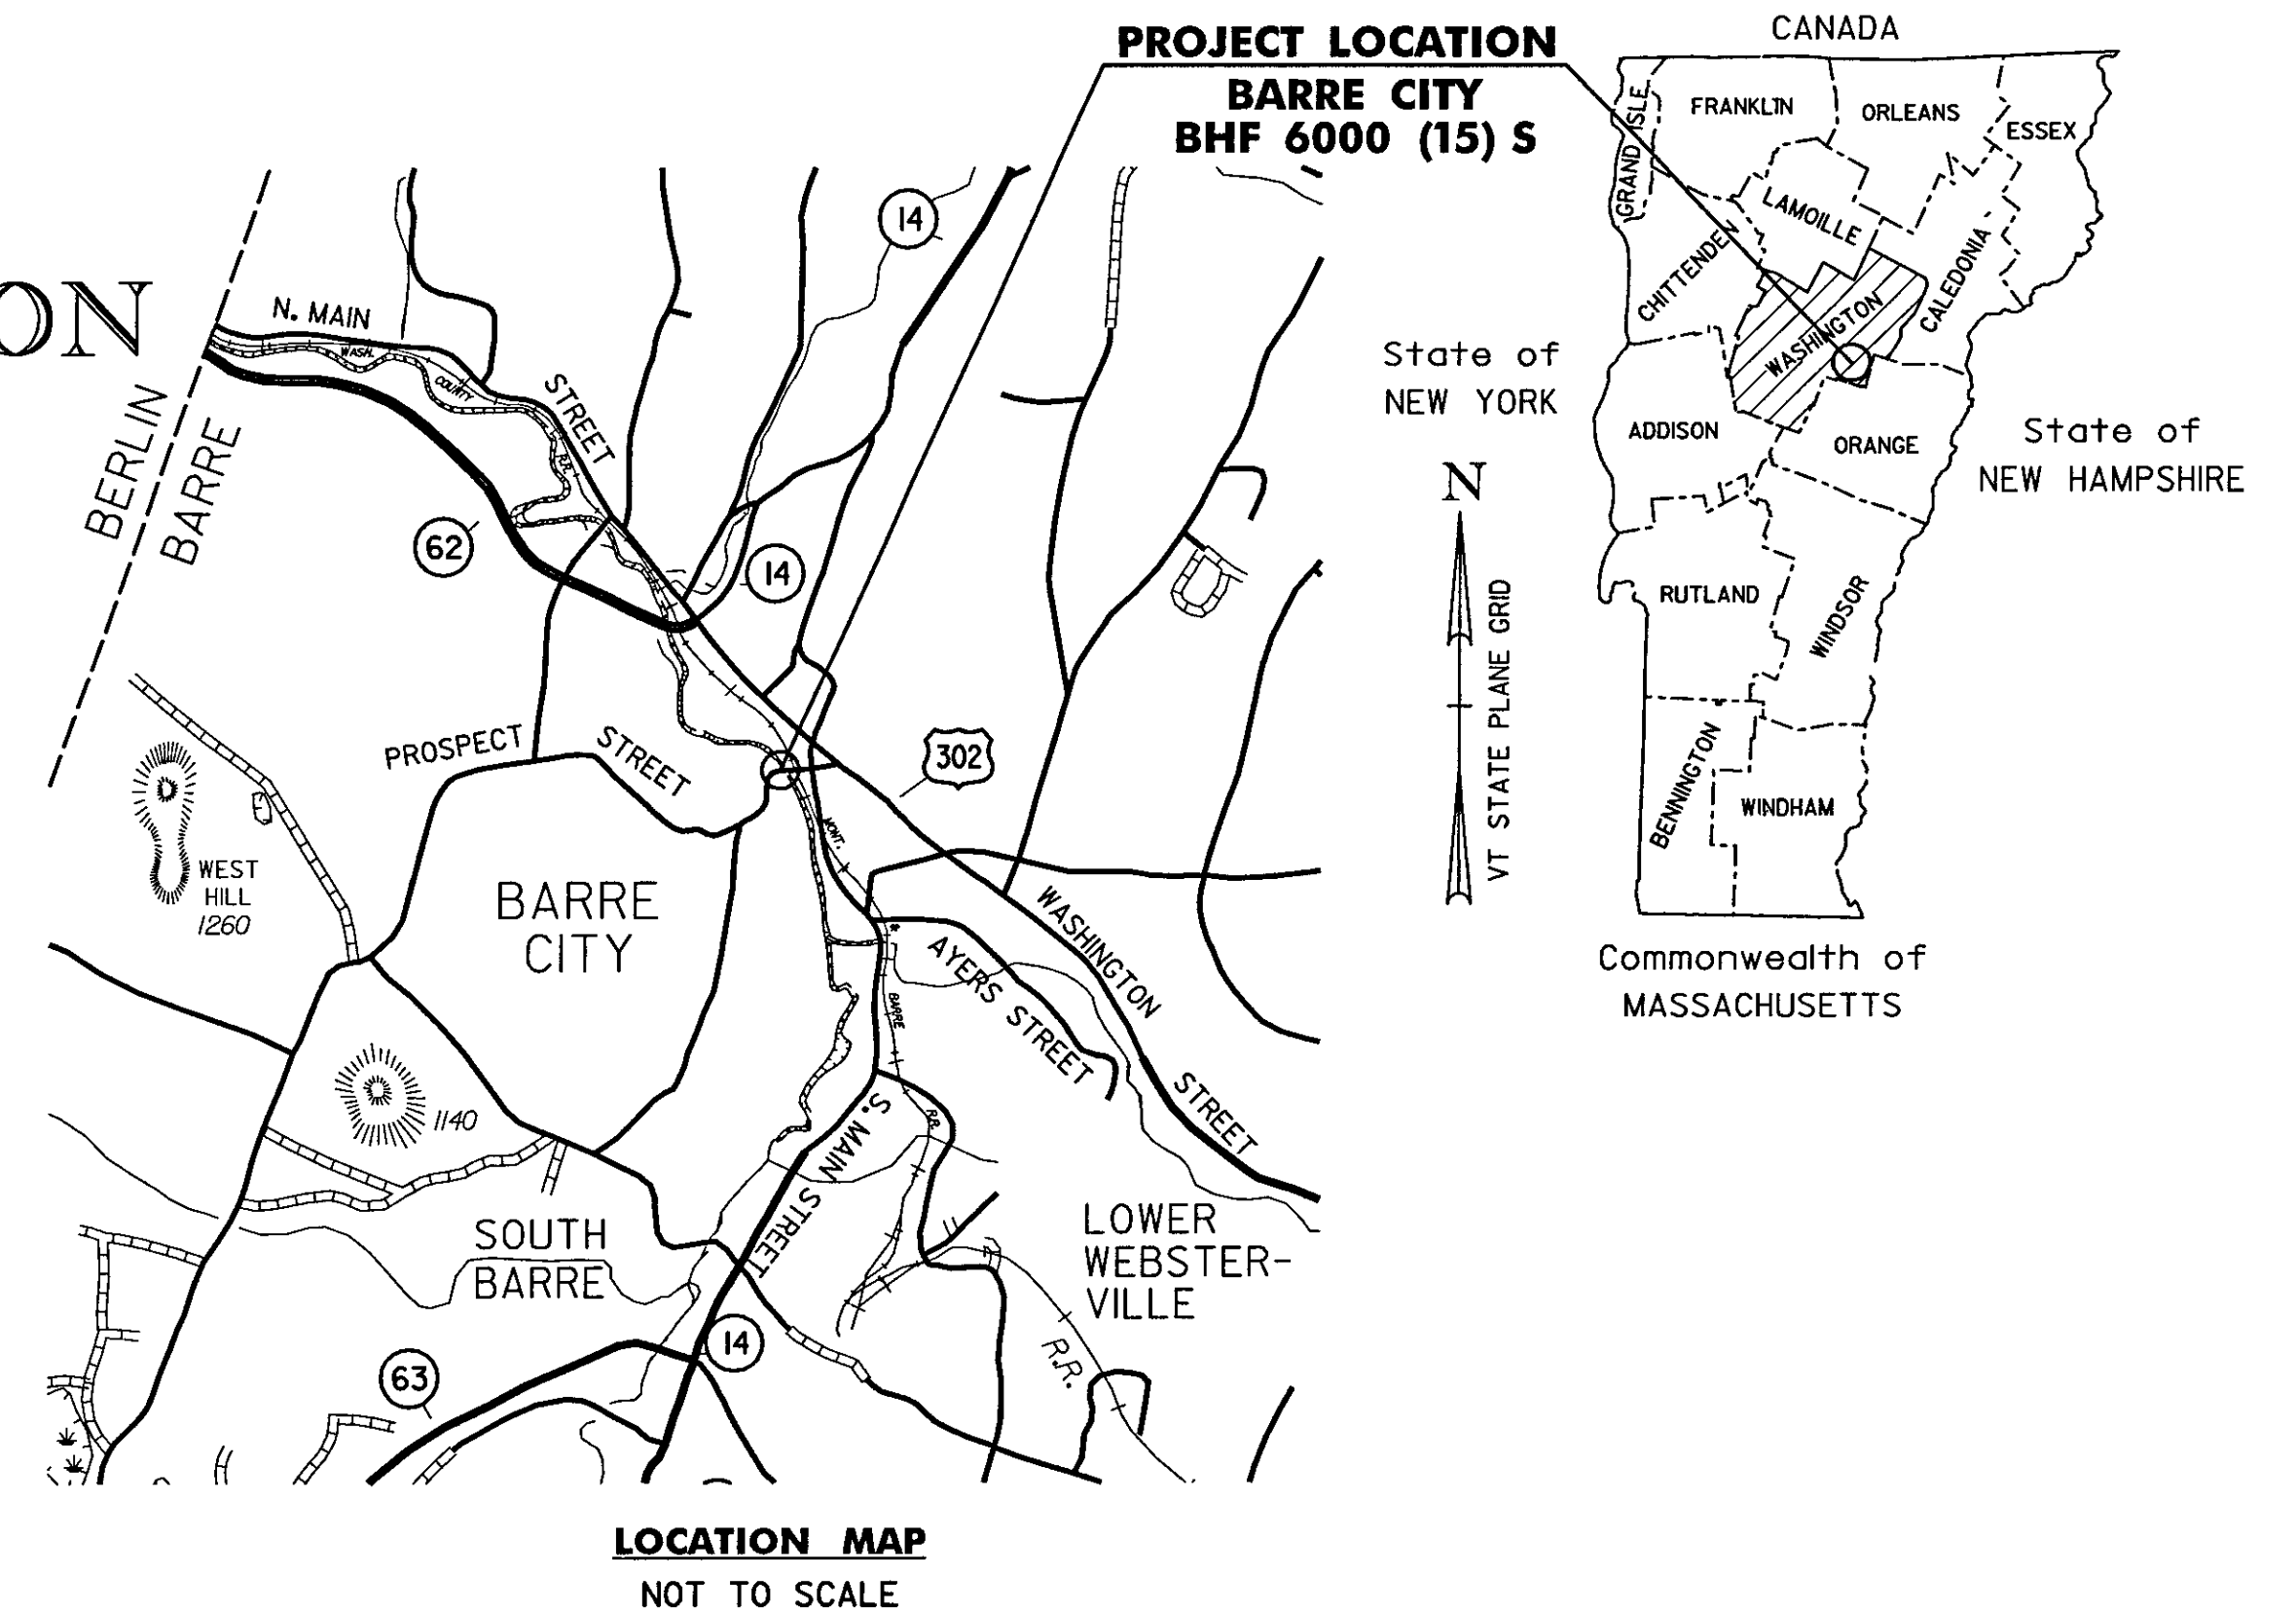 PROJECT LOCATION
BARRE CITY
BHF 6000 (15) S
CANADA
GRAND ISLE
FRANKLIN
ORLEANS
ESSEX
LAMOILLE
CHITTENDEN
CALEDONIA
WASHINGTON
State of
NEW YORK
ADDISON
ORANGE
State of
NEW HAMPSHIRE
RUTLAND
WINDSOR
BENNINGTON
WINDHAM
Commonwealth of
MASSACHUSETTS
N
VT STATE PLANE GRID
ON
BERLIN
BARRE
N. MAIN
STREET
WASH.
COUNTY
R.R.
14
62
14
PROSPECT
STREET
302
MONT.
WEST
HILL
1260
BARRE
CITY
WASHINGTON
STREET
AYERS STREET
BARRE
R.R.
1140
S. MAIN
STREET
SOUTH
BARRE
LOWER
WEBSTER-
VILLE
14
63
R.R.
LOCATION MAP
NOT TO SCALE